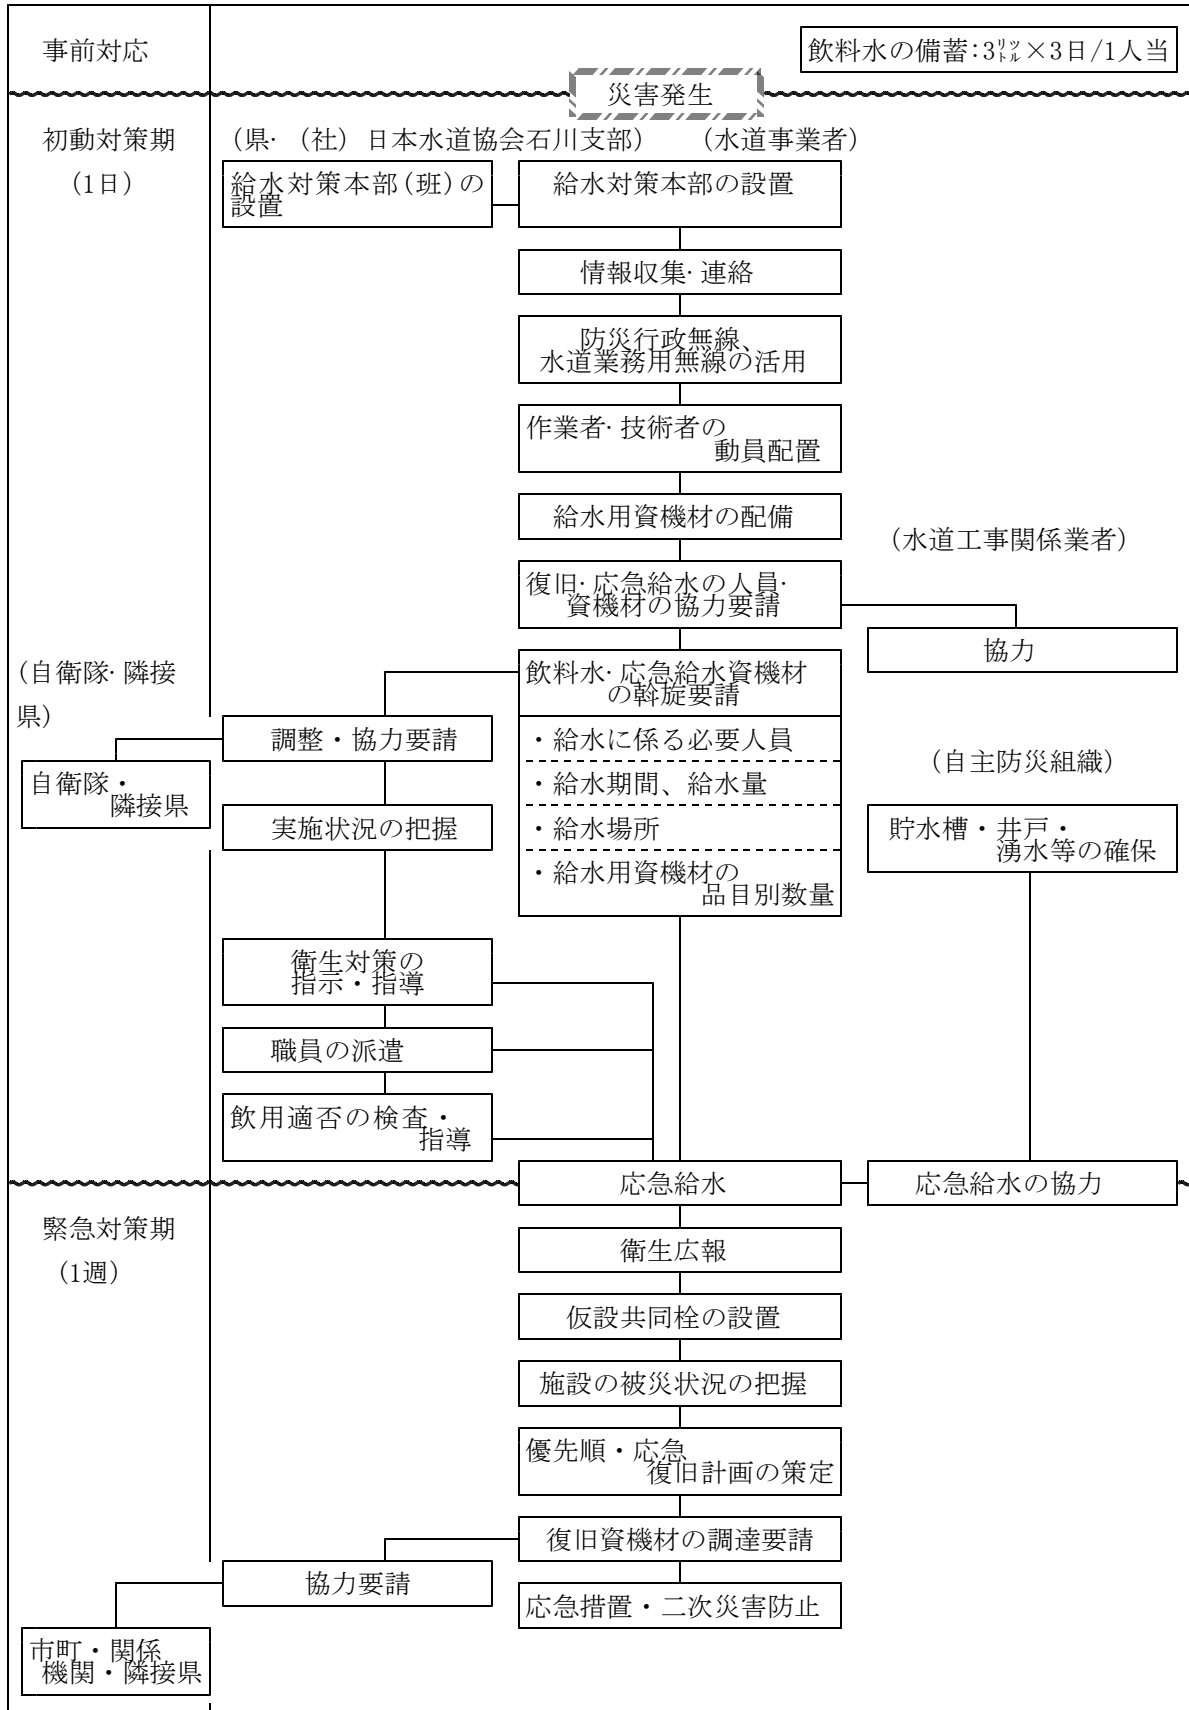 事前対応
飲料水の備蓄:3㍑×3日/1人当
災害発生
初動対策期
(1日)
(県・(社)日本水道協会石川支部)
(水道事業者)
給水対策本部(班)の
設置
給水対策本部の設置
情報収集・連絡
防災行政無線、
水道業務用無線の活用
作業者・技術者の
動員配置
給水用資機材の配備
(水道工事関係業者)
復旧・応急給水の人員・
資機材の協力要請
協力
(自衛隊・隣接
県)
飲料水・応急給水資機材
の斡旋要請
調整・協力要請
・給水に係る必要人員
(自主防災組織)
自衛隊・
隣接県
・給水期間、給水量
実施状況の把握
・給水場所
貯水槽・井戸・
湧水等の確保
・給水用資機材の
品目別数量
衛生対策の
指示・指導
職員の派遣
飲用適否の検査・
指導
応急給水
応急給水の協力
緊急対策期
(1週)
衛生広報
仮設共同栓の設置
施設の被災状況の把握
優先順・応急
復旧計画の策定
復旧資機材の調達要請
協力要請
応急措置・二次災害防止
市町・関係
機関・隣接県